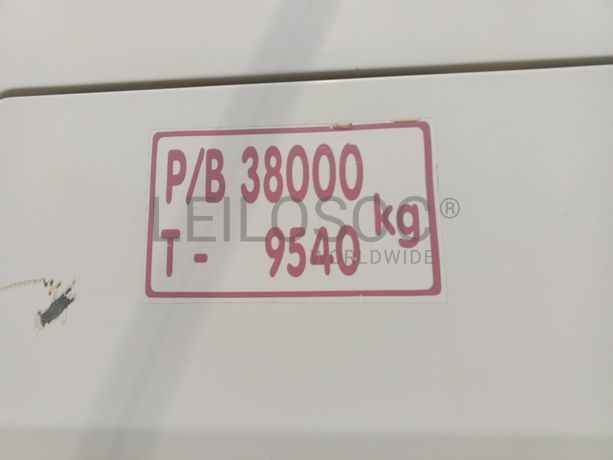 P/B 38000
kg
T - 9540
LEILOSOC®
WORLDWIDE